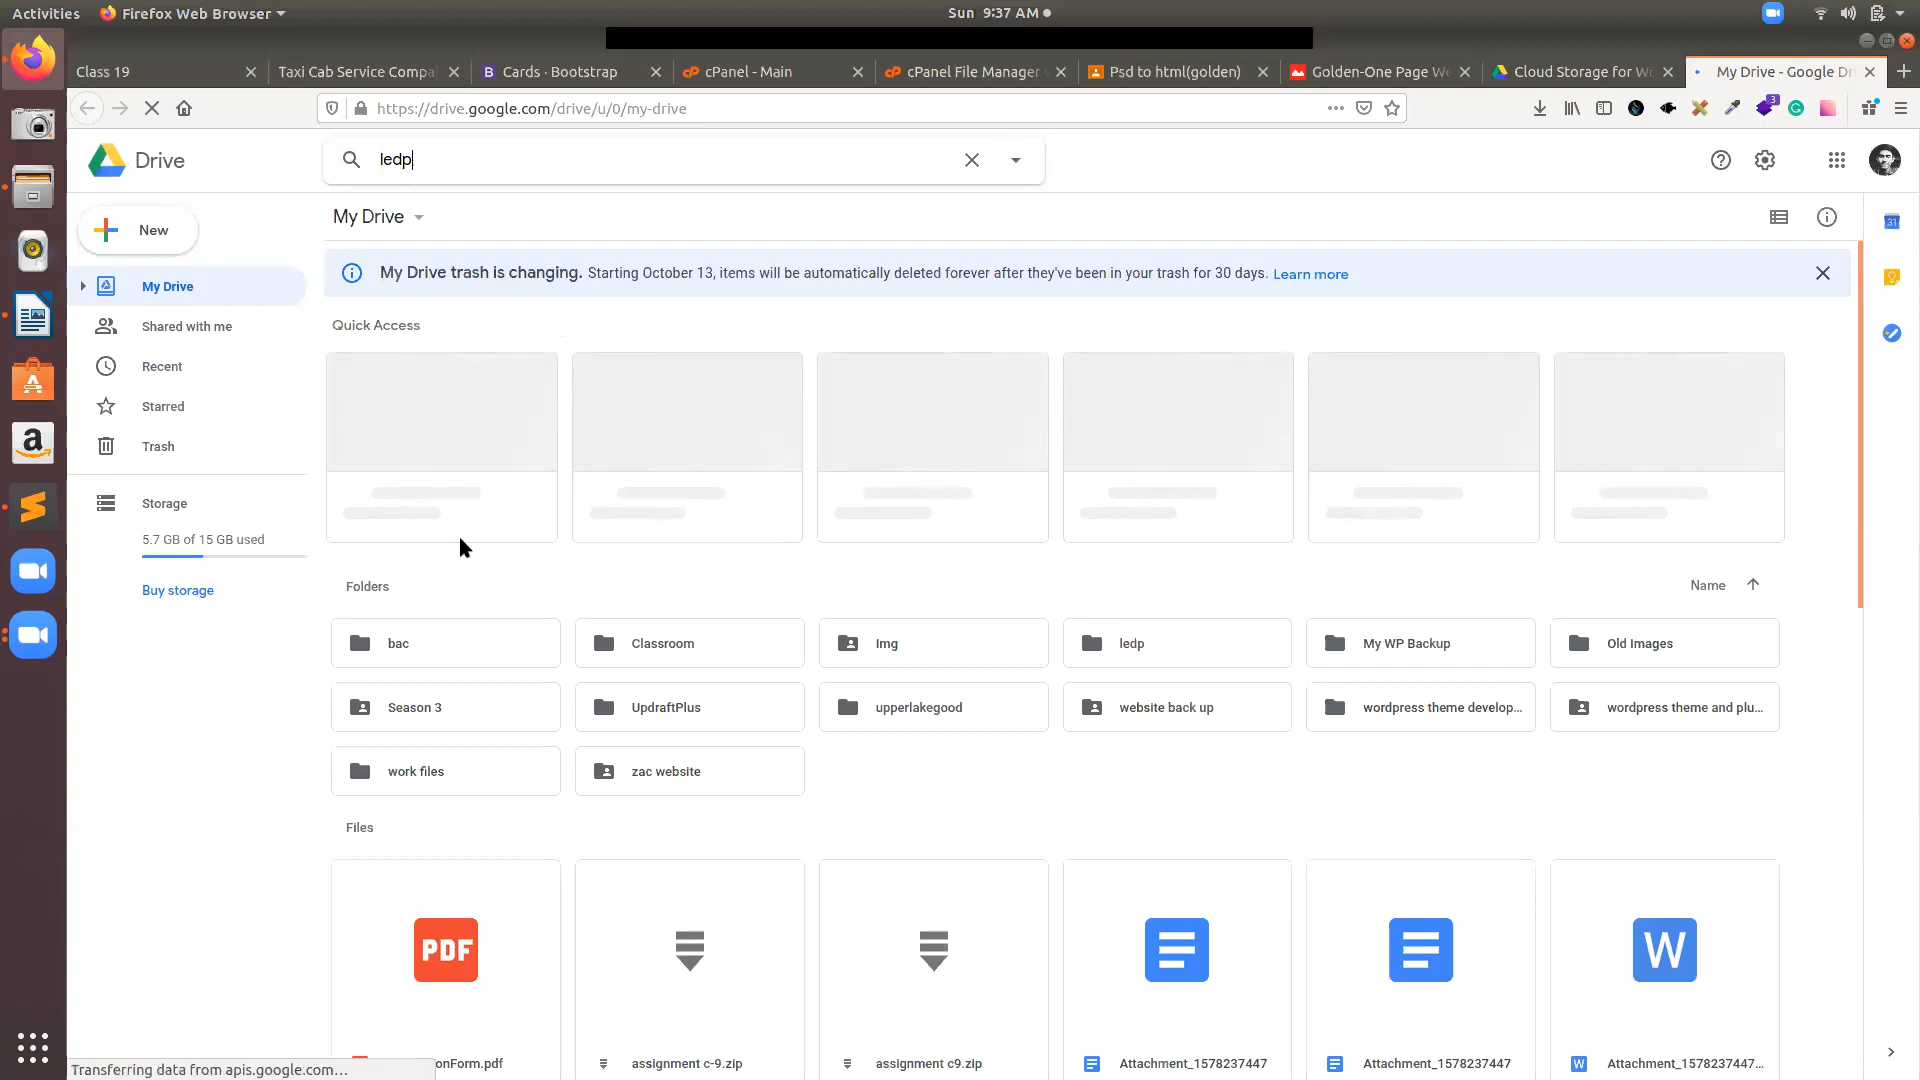 Activities Firefox Web Browser Sun 9:37 AM
Class 19 Taxi Cab Service Compa Cards · Bootstrap cPanel - Main cPanel File Manager Psd to html(golden) Golden-One Page We Cloud Storage for Wo My Drive - Google Dr
https://drive.google.com/drive/u/0/my-drive 3
Drive ledp
New My Drive
My Drive trash is changing. Starting October 13, items will be automatically deleted forever after they've been in your trash for 30 days. Learn more
My Drive
Shared with me
Recent
Starred
Trash
Storage
5.7 GB of 15 GB used
Buy storage
Quick Access
Folders Name
bac Classroom Img ledp My WP Backup Old Images
Season 3 UpdraftPlus upperlakegood website back up wordpress theme develop... wordpress theme and plu...
work files zac website
Files
PDF W
onForm.pdf assignment c-9.zip assignment c9.zip Attachment_1578237447 Attachment_1578237447 Attachment_1578237447...
Transferring data from apis.google.com...
31